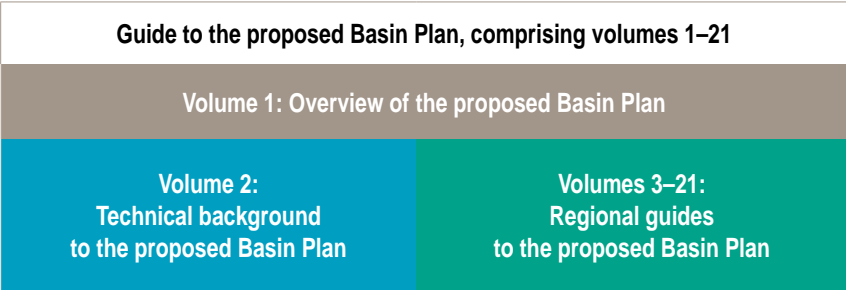 Guide to the proposed Basin Plan, comprising volumes 1–21
Volume 1: Overview of the proposed Basin Plan
Volume 2:
Technical background
to the proposed Basin Plan
Volumes 3–21:
Regional guides
to the proposed Basin Plan